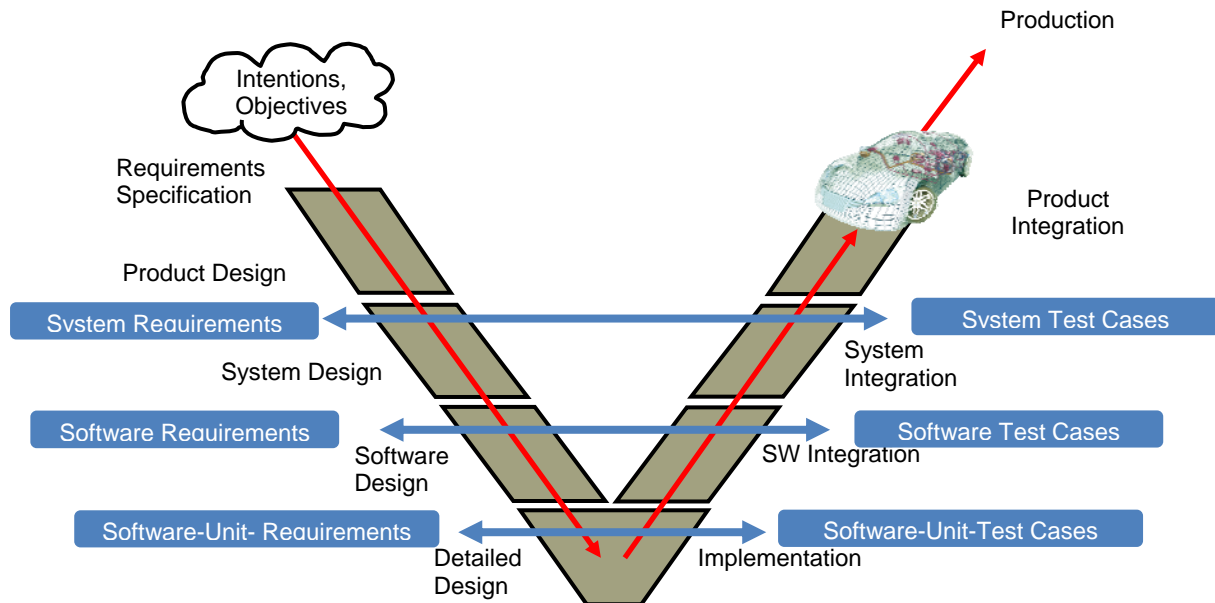 Production
Intentions,
Objectives
Requirements
Specification
Product
Integration
Product Design
System Requirements
System Test Cases
System Design
System
Integration
Software Requirements
Software Test Cases
Software
Design
SW Integration
Software-Unit- Requirements
Software-Unit-Test Cases
Detailed
Design
Implementation